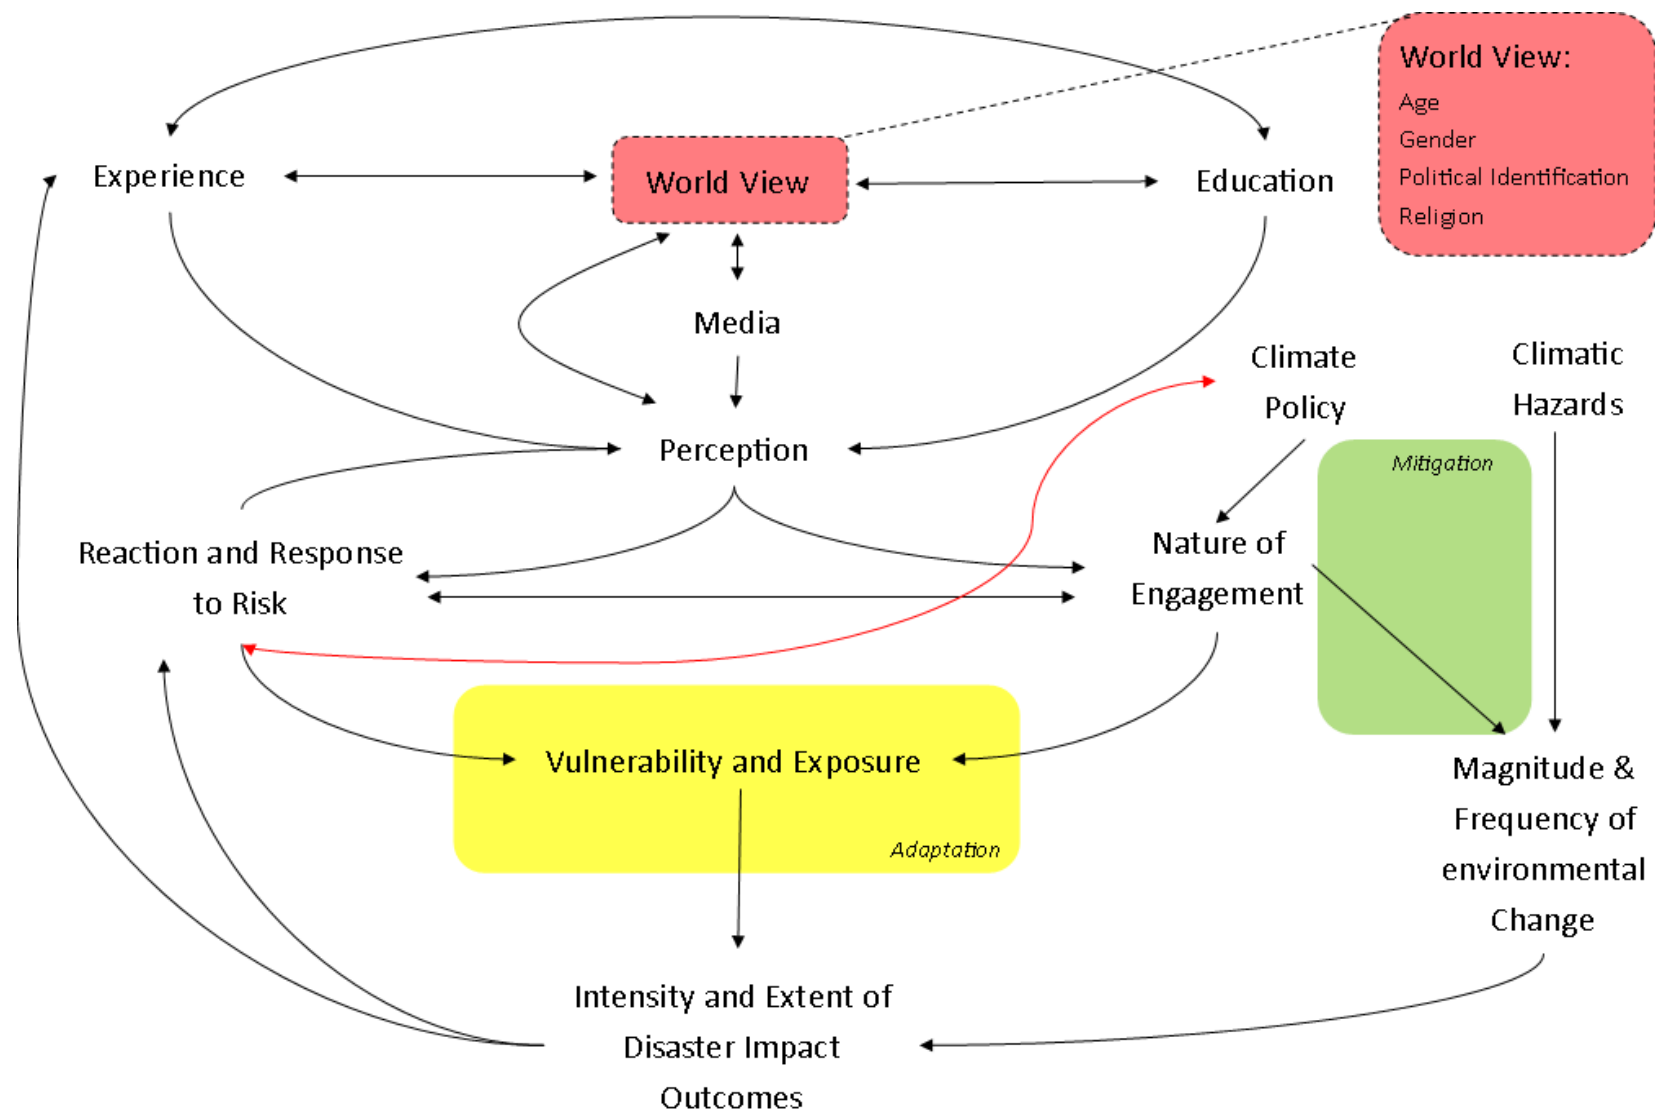 World View:
Age
Gender
Political Identification
Religion
Experience
World View
Education
Media
Climate
Policy
Climatic
Hazards
Perception
Mitigation
Reaction and Response
to Risk
Nature of
Engagement
Vulnerability and Exposure
Adaptation
Magnitude &
Frequency of
environmental
Change
Intensity and Extent of
Disaster Impact
Outcomes